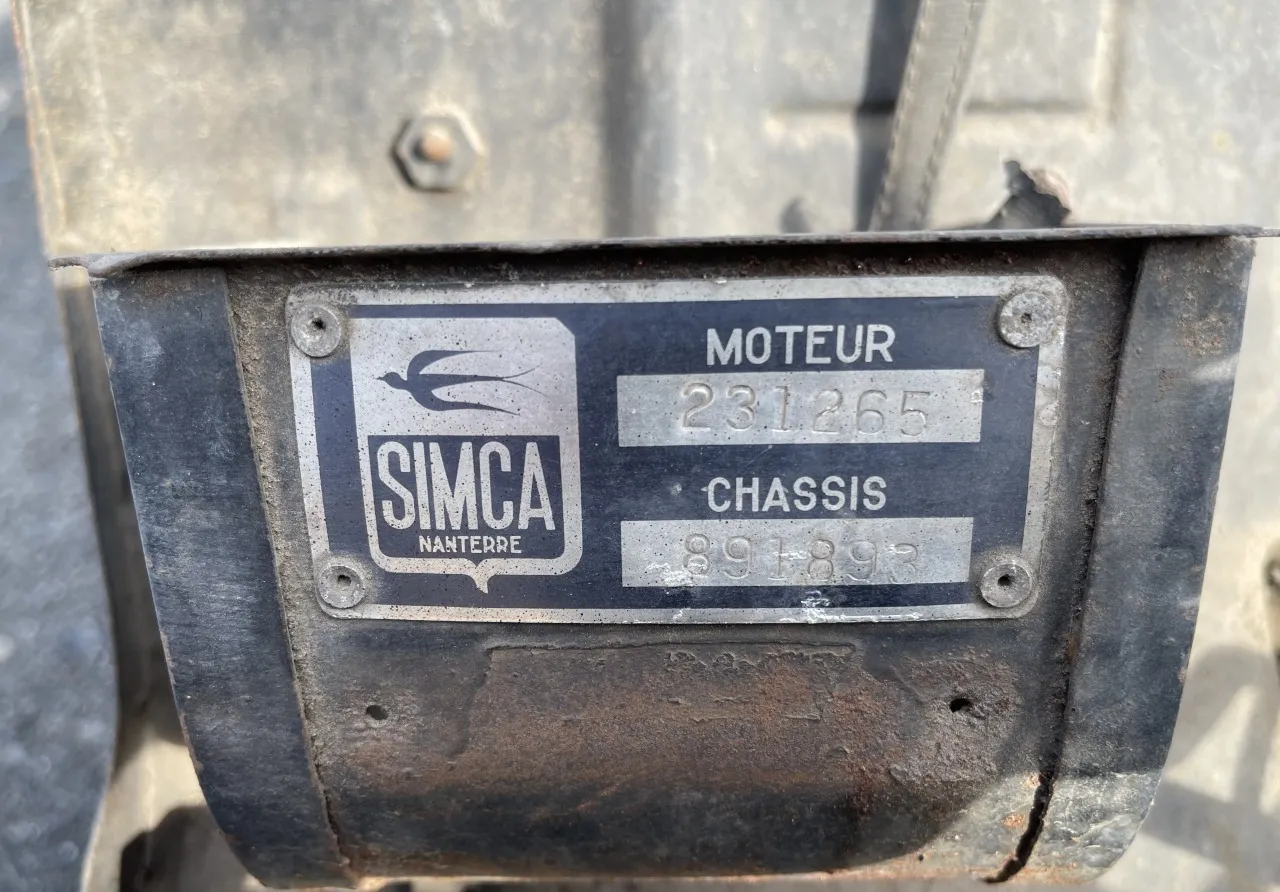 MOTEUR
231265
SIMCA
NANTERRE
CHASSIS
891893